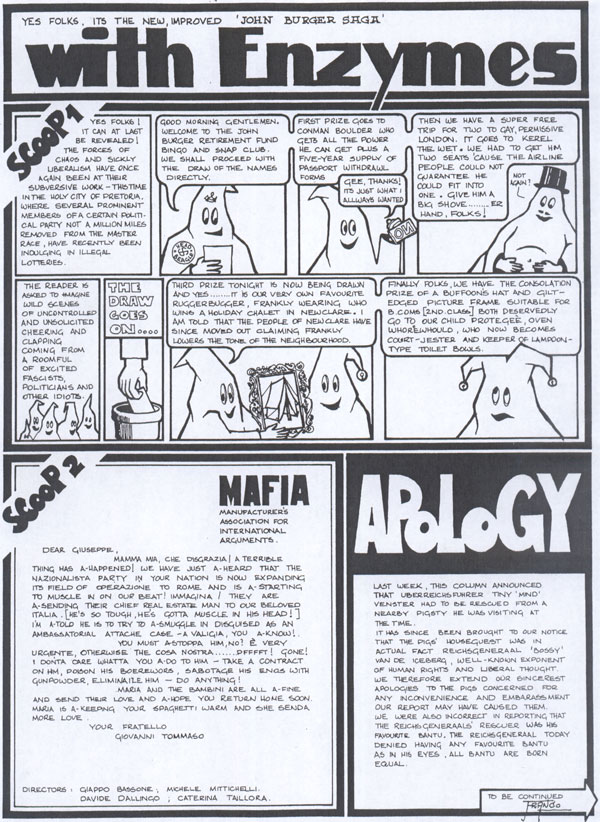 YES FOLKS, ITS THE NEW, IMPROVED 'JOHN BURGER SAGA'
with Enzymes
SCOOP 1
YES FOLKS!
IT CAN AT LAST
BE REVEALED!
THE FORCES OF
CHAOS AND SICKLY
LIBERALISM HAVE ONCE
AGAIN BEEN AT THEIR
SUBVERSIVE WORK - THIS TIME
IN THE HOLY CITY OF PRETORIA,
WHERE SEVERAL PROMINENT
MEMBERS OF A CERTAIN POLITI-
CAL PARTY NOT A MILLION MILES
REMOVED FROM THE MASTER
RACE, HAVE RECENTLY BEEN
INDULGING IN ILLEGAL
LOTTERIES.
GOOD MORNING GENTLEMEN.
WELCOME TO THE JOHN
BURGER RETIREMENT FUND
BINGO AND SNAP CLUB.
WE SHALL PROCEED WITH
THE DRAW OF THE NAMES
DIRECTLY.
FIRST PRIZE GOES TO
CONMAN BOULDER WHO
GETS ALL THE POWER
HE CAN GET PLUS A
FIVE-YEAR SUPPLY OF
PASSPORT WITHDRAWL
FORMS
GEE, THANKS!
ITS JUST WHAT I
ALLWAYS WANTED
NO
THEN WE HAVE A SUPER FREE
TRIP FOR TWO TO GAY, PERMISSIVE
LONDON. IT GOES TO KEREL
THE WET & WE HAD TO GET HIM
TWO SEATS 'CAUSE THE AIRLINE
PEOPLE COULD NOT
GUARANTEE HE
COULD FIT INTO
ONE. GIVE HIM A
BIG SHOVE........ER
HAND, FOLKS!
NOT
AGAIN!
THE READER IS
ASKED TO IMAGINE
WILD SCENES
OF UNCONTROLLED
AND UNSOLICITED
CHEERING AND
CLAPPING
COMING FROM
A ROOMFUL
OF EXCITED
FASCISTS,
POLITICIANS AND
OTHER IDIOTS.
THE
DRAW
GOES
ON....
THIRD PRIZE TONIGHT IS NOW BEING DRAWN
AND YES...... IT IS OUR VERY OWN FAVOURITE
RUGGERBUGGER, FRANKLY WEARING WHO
WINS A HOLIDAY CHALET IN NEWCLARE. I
AM TOLD THAT THE PEOPLE OF NEWCLARE HAVE
SINCE MOVED OUT CLAIMING FRANKLY
LOWERS THE TONE OF THE NEIGHBOURHOOD.
FINALLY FOLKS, WE HAVE THE CONSOLATION
PRIZE OF A BUFFOON'S HAT AND GILT-
EDGED PICTURE FRAME SUITABLE FOR
B.COMS [2ND.CLASS]. BOTH DESERVEDLY
GO TO OUR CHILD PROTEGEÉ, OVEN
WHOREWHOULD, WHO NOW BECOMES
COURT-JESTER AND KEEPER OF LAMPOON-
TYPE TOILET BOWLS.
SCOOP 2
MAFIA
MANUFACTURER'S
ASSOCIATION FOR
INTERNATIONAL
ARGUMENTS.
DEAR GIUSEPPE,
MAMMA MIA, CHE DISGRAZIA! A TERRIBLE
THING HAS A-HAPPENED! WE HAVE JUST A-HEARD THAT THE
NAZIONALISTA PARTY IN YOUR NATION IS NOW EXPANDING
ITS FIELD OF OPERAZIONE TO ROME AND IS A-STARTING
TO MUSCLE IN ON OUR BEAT! IMMAGINA! THEY ARE
A-SENDING THEIR CHIEF REAL ESTATE MAN TO OUR BELOVED
ITALIA. [HE'S SO TOUGH, HE'S GOTTA MUSCLE IN HIS HEAD!]
I'M A-TOLD HE IS TO TRY TO A-SMUGGLE IN DISGUISED AS AN
AMBASSATORIAL ATTACHE CASE - A VALIGIA, YOU A-KNOW!
YOU MUST A-STOPPA HIM, NO? È VERY
URGENTE, OTHERWISE THE COSA NOSTRA......DFFFFT! GONE!
I DONTA CARE WHATTA YOU A-DO TO HIM - TAKE A CONTRACT
ON HIM, POISON HIS BOEREWORS, SABOTAGE HIS ENGS WITH
GUNPOWDER, ELIMINATE HIM - DO ANYTHING!
MARIA AND THE BAMBINI ARE ALL A-FINE
AND SEND THEIR LOVE AND A-HOPE YOU RETURN HOME SOON.
MARIA IS A-KEEPING YOUR SPAGHETTI WARM AND SHE SENDA
MORE LOVE.
YOUR FRATELLO
GIOVANNI TOMMASO
DIRECTORS: GIAPPO BASSONE, MICHELE MITTICHELLI.
DAVIDE DALLINGO, CATERINA TAILLORA.
APOLOGY
LAST WEEK, THIS COLUMN ANNOUNCED
THAT UBERREICHSFUHRER TINY 'MIND'
VENSTER HAD TO BE RESCUED FROM A
NEARBY PIGSTY HE WAS VISITING AT
THE TIME.
IT HAS SINCE BEEN BROUGHT TO OUR NOTICE
THAT THE PIGS' HOUSEGUEST WAS IN
ACTUAL FACT REICHSGENERAAL 'BOSSY'
VAN DE ICEBERG, WELL-KNOWN EXPONENT
OF HUMAN RIGHTS AND LIBERAL THOUGHT.
WE THEREFORE EXTEND OUR SINCEREST
APOLOGIES TO THE PIGS CONCERNED FOR
ANY INCONVENIENCE AND EMBARASSMENT
OUR REPORT MAY HAVE CAUSED THEM.
WE WERE ALSO INCORRECT IN REPORTING THAT
THE REICHSGENERAALS' RESCUER WAS HIS
FAVOURITE BANTU, THE REICHSGENERAAL TODAY
DENIED HAVING ANY FAVOURITE BANTU
AS IN HIS EYES, ALL BANTU ARE BORN
EQUAL.
TO BE CONTINUED